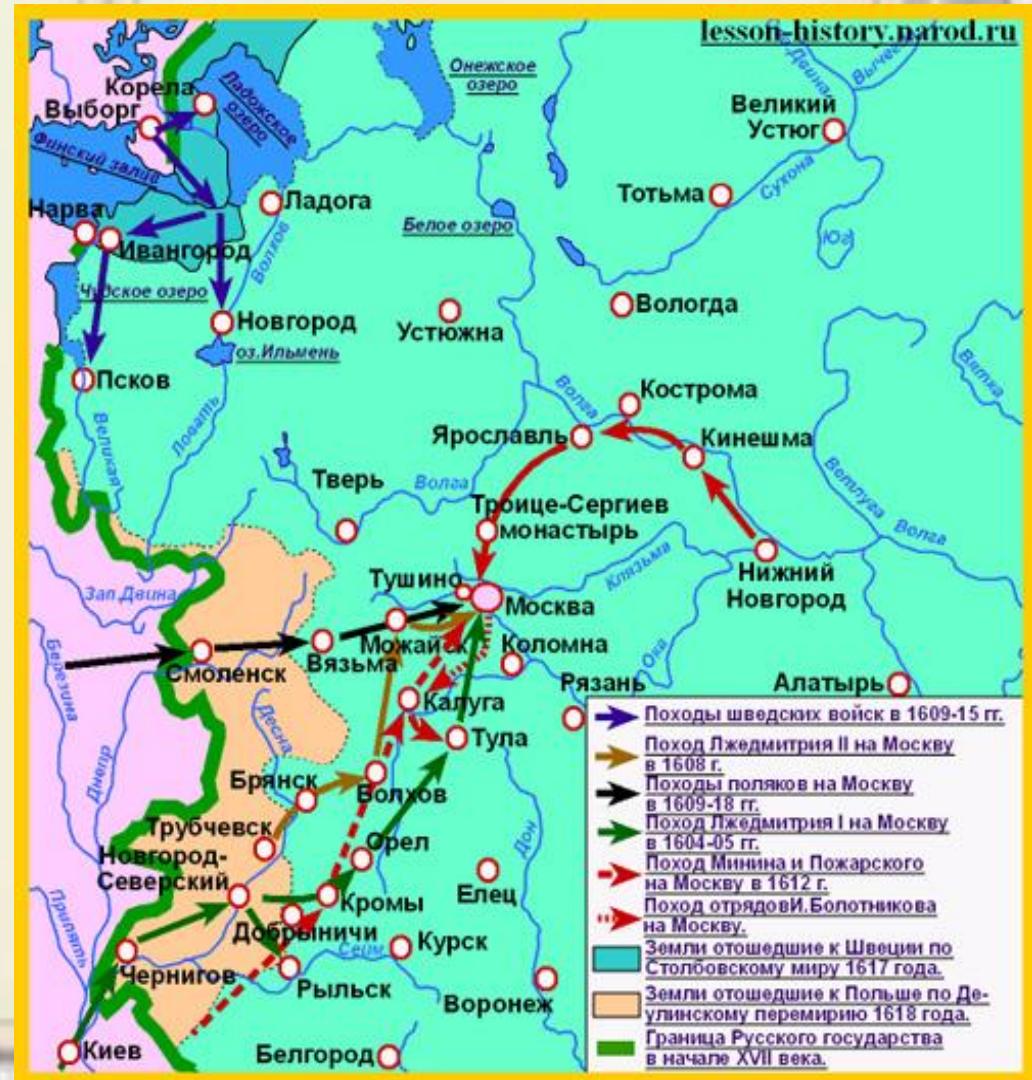 lesson-history.narod.ru
Онежское
озеро
С.Двина
Вычег
Корела
Выборг
Ладожское
озеро
Финский залив
Великий
Устюг
Сухона
Тотьма
Юг
Нарва
Ивангород
Ладога
Волхов
Белое озеро
Чудское озеро
Новгород
оз.Ильмень
Устюжна
Вологда
Вятка
Псков
Великая
Ловать
Волга
Кострома
Ярославль
Кинешма
Тверь
Волга
Ветлуга
Волга
Троице-Сергиев
монастырь
Клязьма
Нижний
Новгород
Зап.Двина
Тушино
Москва
Можайск
Коломна
Ока
Березина
Смоленск
Вязьма
Рязань
Алатырь
Калуга
Десна
Тула
Днепр
Брянск
Болхов
Трубчевск
Орел
Дон
Новгород-
Северский
Елец
Кромы
Добрыничи
Припять
Сейм
Курск
Чернигов
Рыльск
Воронеж
Киев
Белгород
Походы шведских войск в 1609-15 гг.
Поход Лжедмитрия II на Москву
в 1608 г.
Походы поляков на Москву
в 1609-18 гг.
Поход Лжедмитрия I на Москву
в 1604-05 гг.
Поход Минина и Пожарского
на Москву в 1612 г.
Поход отрядовИ.Болотникова
на Москву.
Земли отошедшие к Швеции по
Столбовскому миру 1617 года.
Земли отошедшие к Польше по Де-
улинскому перемирию 1618 года.
Граница Русского государства
в начале XVII века.